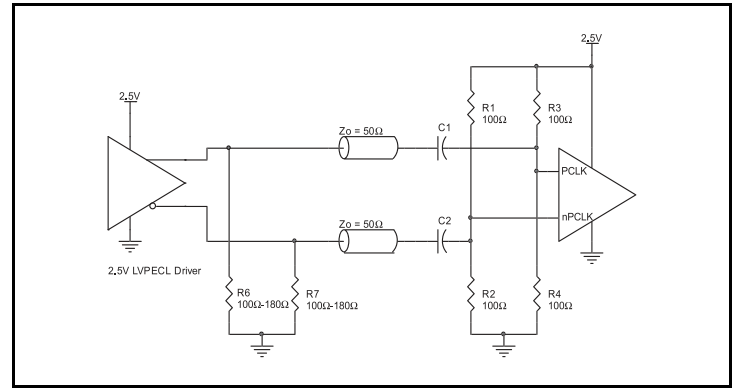 2.5V
2.5V
R1
100Ω
R3
100Ω
Zo = 50Ω
C1
PCLK
Zo = 50Ω
C2
nPCLK
2.5V LVPECL Driver
R6
100Ω-180Ω
R7
100Ω-180Ω
R2
100Ω
R4
100Ω